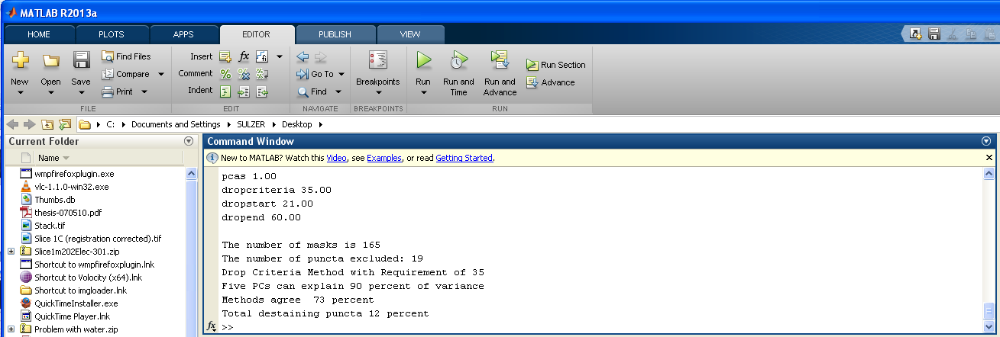 MATLAB R2013a
HOME PLOTS APPS EDITOR PUBLISH VIEW
New
Open
Save
Find Files
Compare
Print
FILE
Insert
Comment
Indent
EDIT
Go To
Find
NAVIGATE
Breakpoints
BREAKPOINTS
Run
Run and Time
Run and Advance
Run Section
Advance
RUN
C: Documents and Settings SULZER Desktop
Current Folder
Name
wmpfirefoxplugin.exe
vlc-1.1.0-win32.exe
Thumbs.db
thesis-070510.pdf
Stack.tif
Slice 1C (registration corrected).tif
Slice1m202Elec-301.zip
Shortcut to wmpfirefoxplugin.lnk
Shortcut to Volocity (x64).lnk
Shortcut to imgloader.lnk
QuickTimeInstaller.exe
QuickTime Player.lnk
Problem with water.zip
Command Window
New to MATLAB? Watch this Video, see Examples, or read Getting Started.
pcas 1.00
dropcriteria 35.00
dropstart 21.00
dropend 60.00
The number of masks is 165
The number of puncta excluded: 19
Drop Criteria Method with Requirement of 35
Five PCs can explain 90 percent of variance
Methods agree  73 percent
Total destaining puncta 12 percent
fx >>